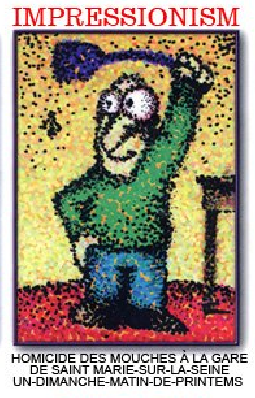 IMPRESSIONISM
HOMICIDE DES MOUCHES À LA GARE
DE SAINT MARIE-SUR-LA-SEINE
UN-DIMANCHE-MATIN-DE-PRINTEMS